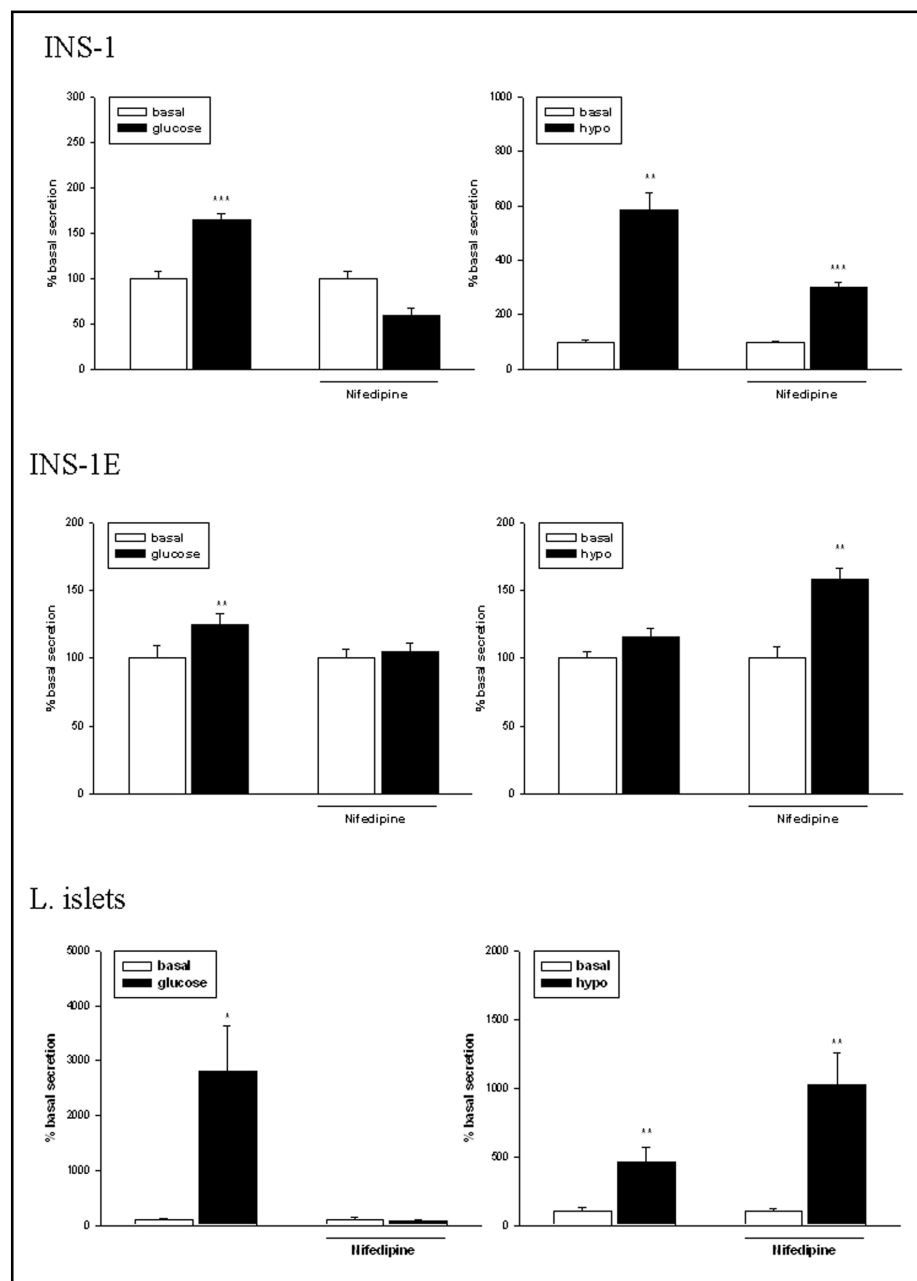 INS-1
300
250
200
150
100
50
0
% basal secretion
basal
glucose
***
Nifedipine
1000
800
600
400
200
0
% basal secretion
basal
hypo
**
***
Nifedipine
INS-1E
200
150
100
50
0
% basal secretion
basal
glucose
**
Nifedipine
200
150
100
50
0
% basal secretion
basal
hypo
**
Nifedipine
L. islets
5000
4000
3000
2000
1000
0
% basal secretion
basal
glucose
*
Nifedipine
2000
1500
1000
500
0
% basal secretion
basal
hypo
**
**
Nifedipine